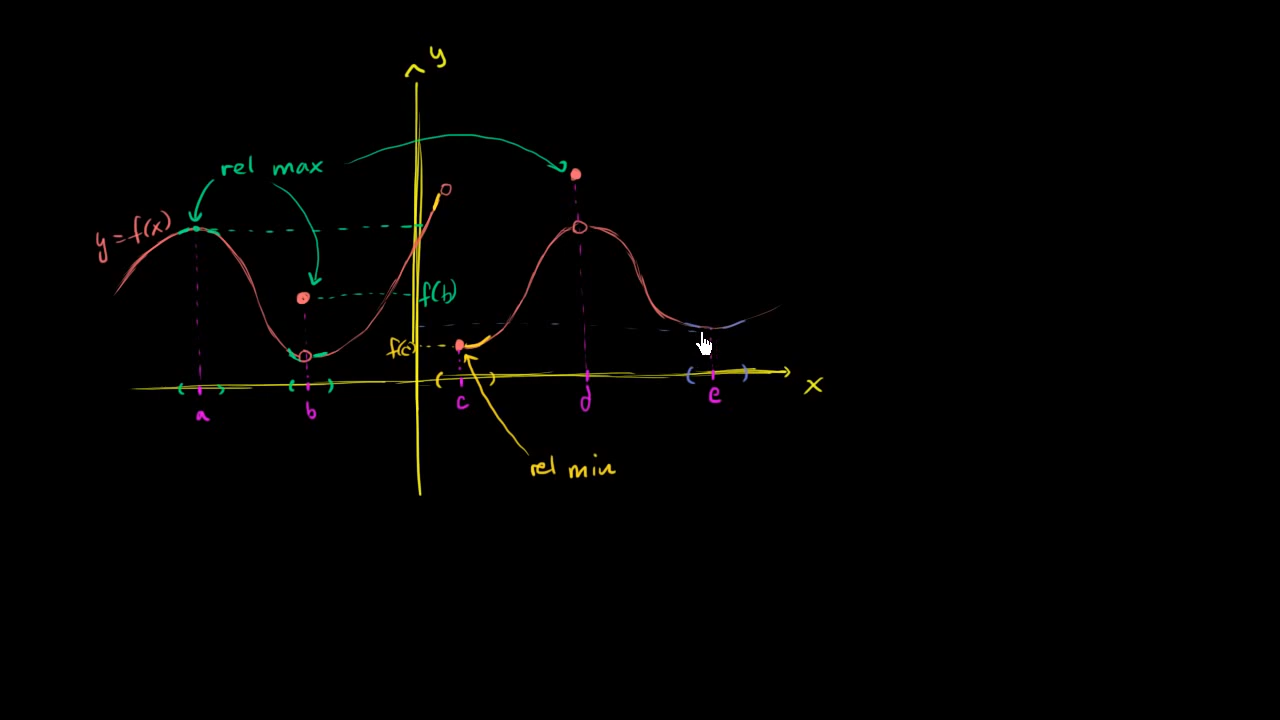 y
rel max
y = f(x)
f(b)
f(c)
a
b
c
d
e
x
rel min